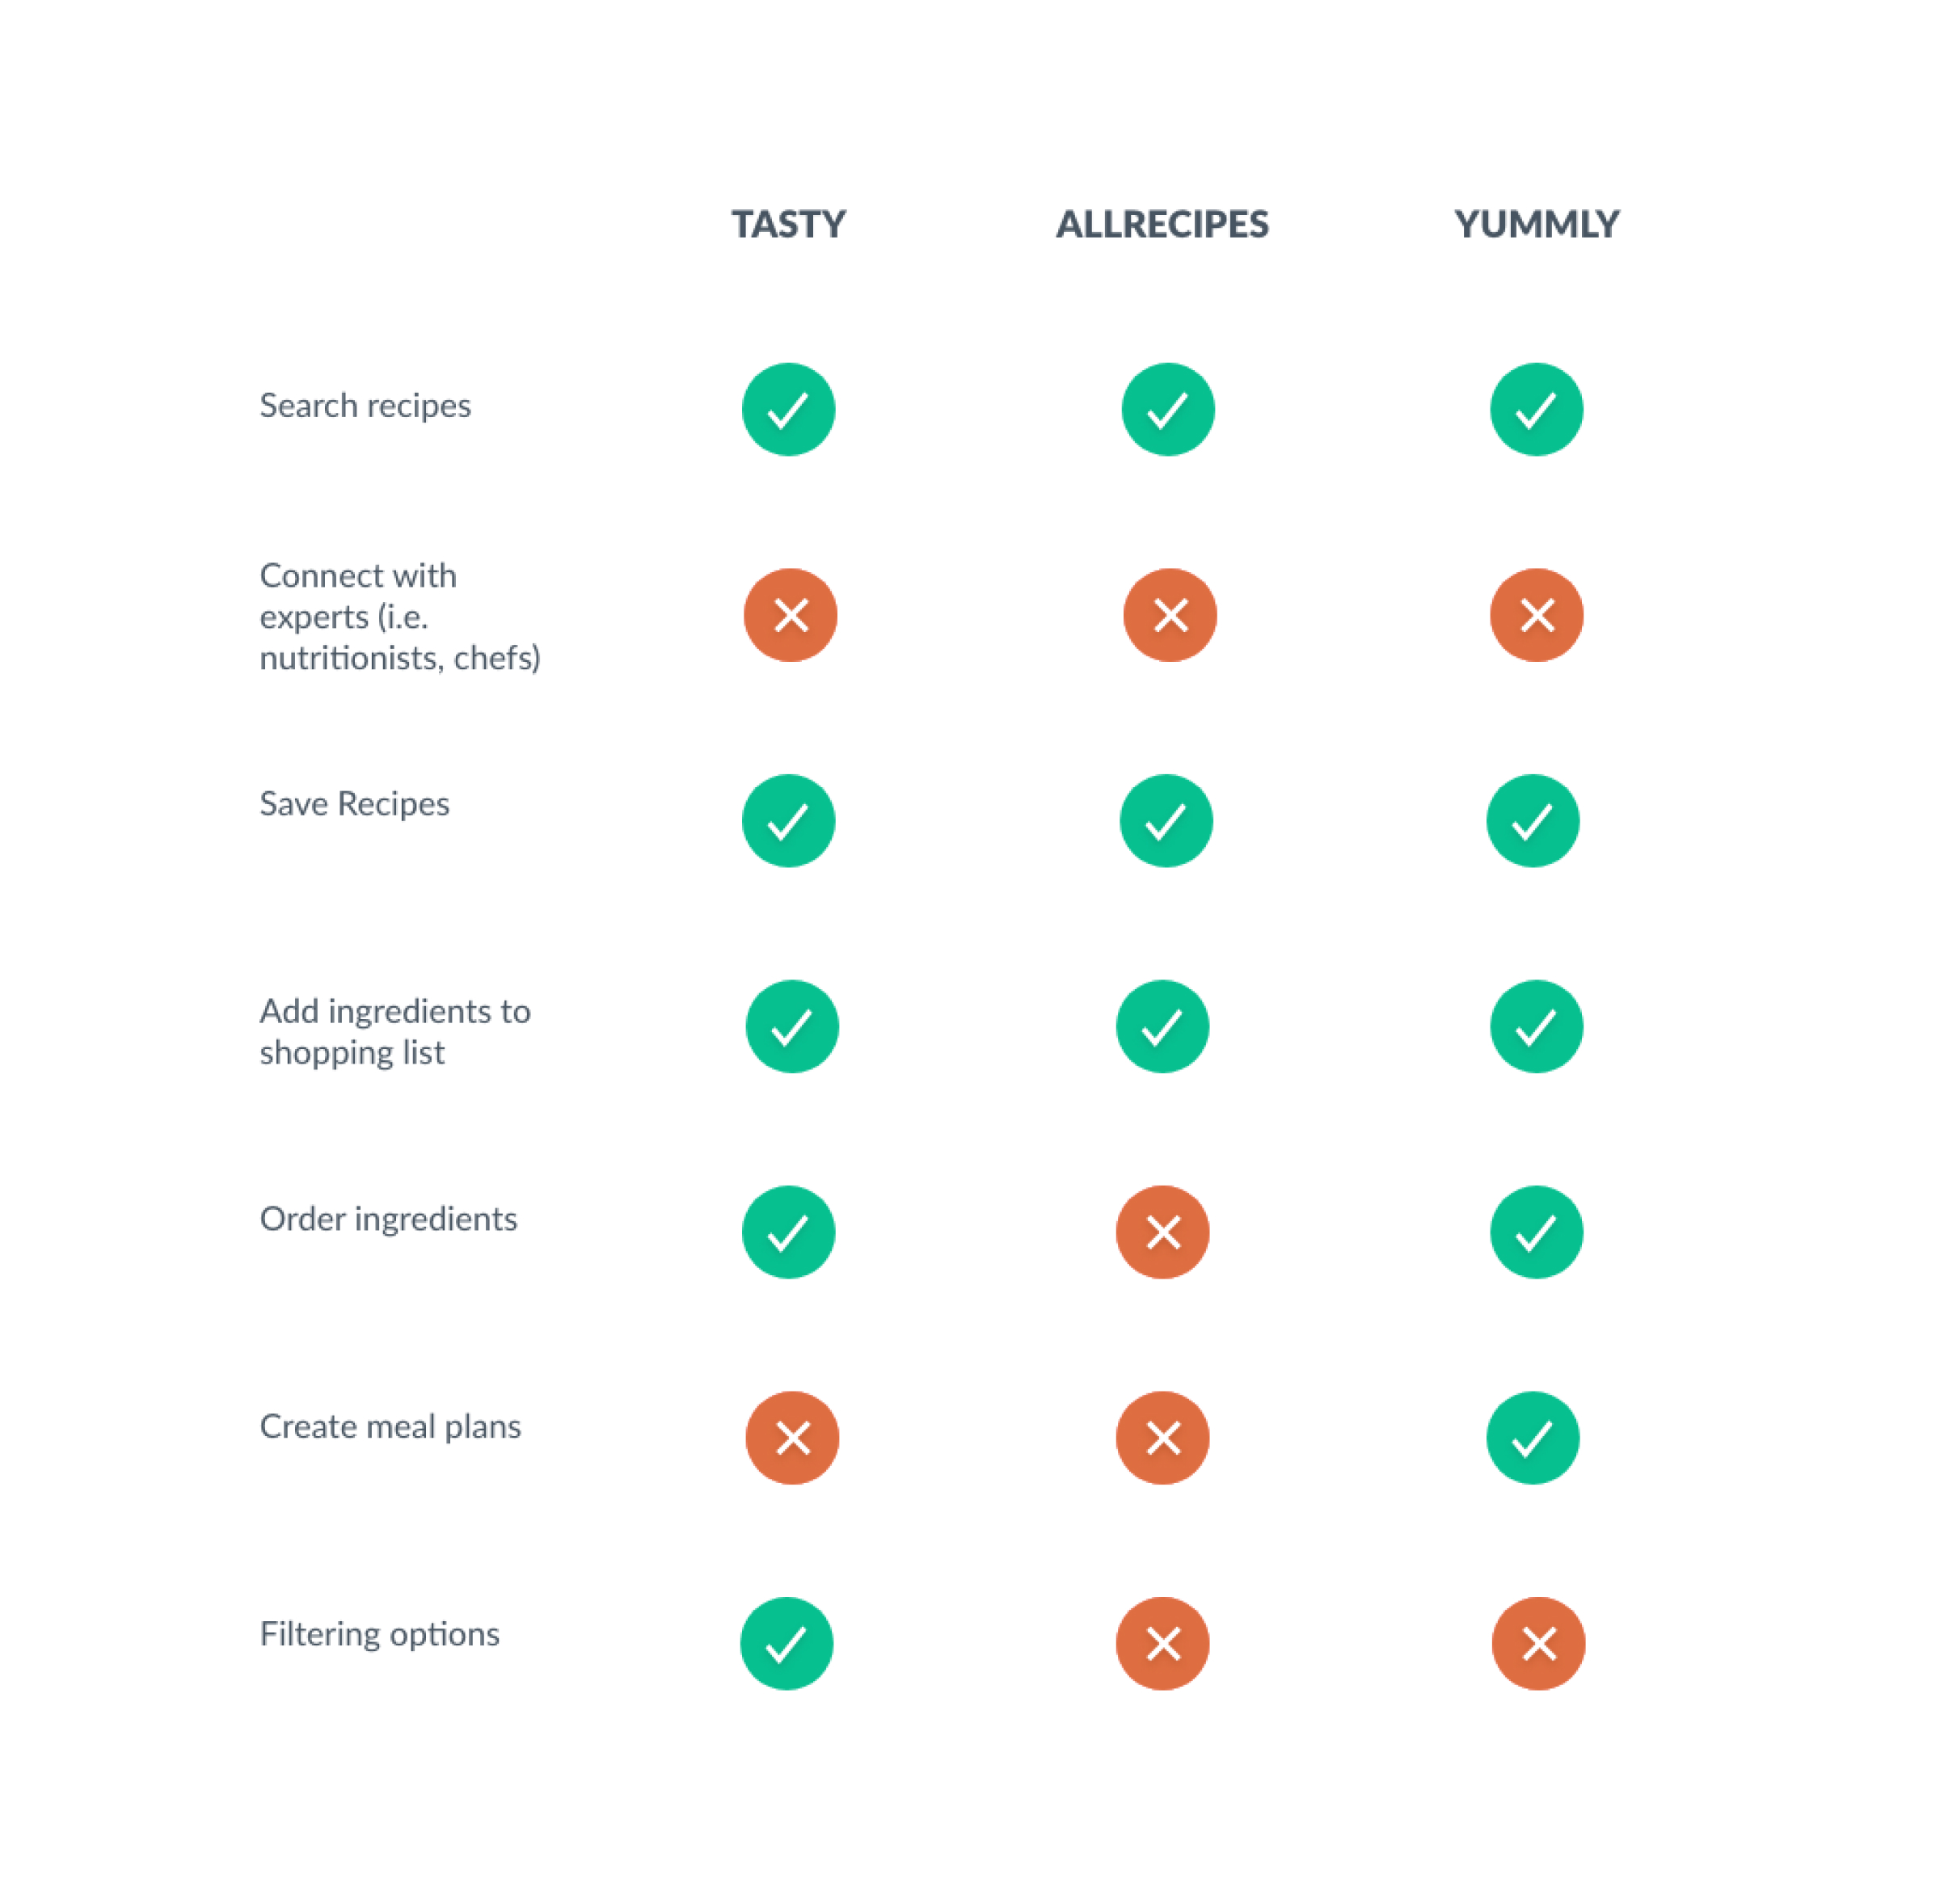 TASTY ALLRECIPES YUMMLY
Search recipes
Connect with
experts (i.e.
nutritionists, chefs)
Save Recipes
Add ingredients to
shopping list
Order ingredients
Create meal plans
Filtering options